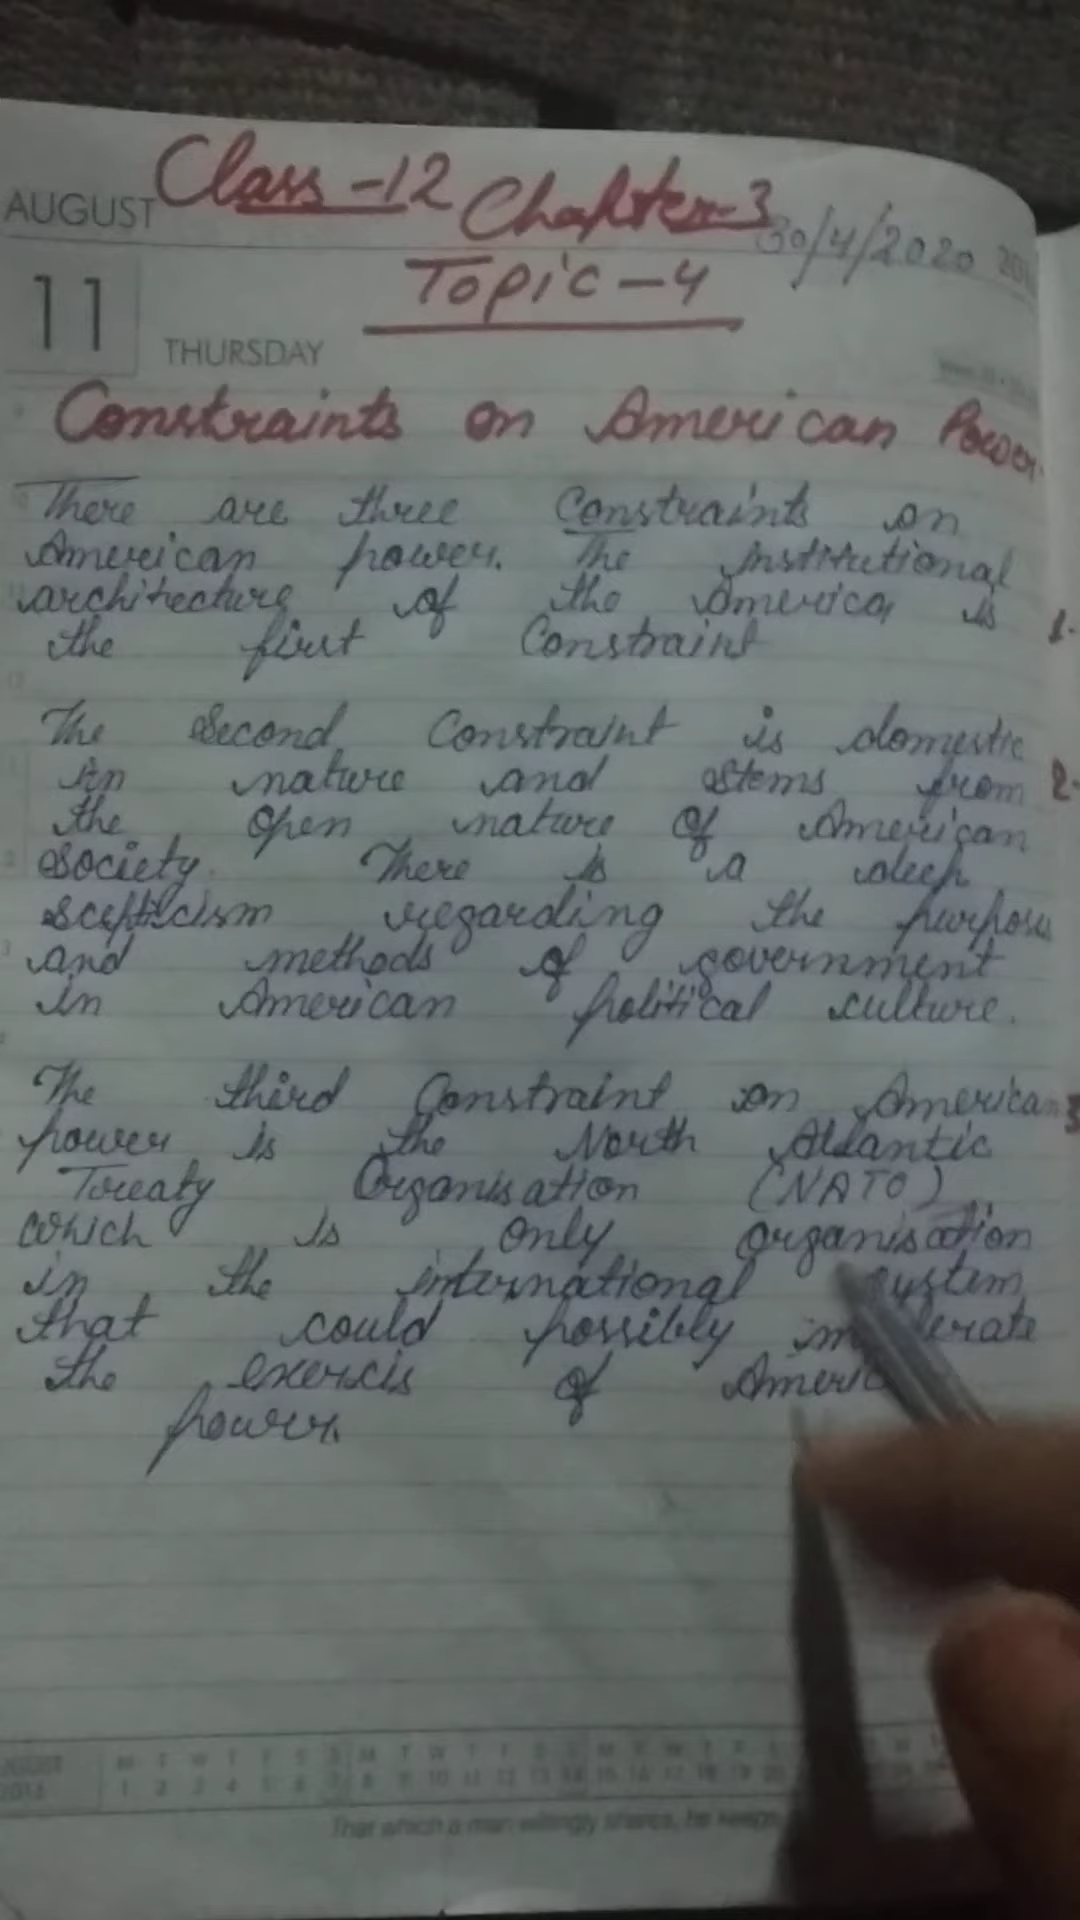 Class-12 Chapter-3
AUGUST
30/4/2020
11
THURSDAY
Topic-4
Constraints on American Power.
There are three Constraints on
American power. The institutional
architecture of the America is
1.
the first Constraint
The Second Constraint is domestic
in nature and stems from
2.
the open nature of American
Society. There is a deep
scepticism regarding the purpose
and methods of government
in American political culture.
The third Constraint on American
3
power is the North Atlantic
Treaty Organisation (NATO)
which is only organisation
in the international system
that could possibly
the exercis of
power.
AUGUST
That which a man willingly shares, he keeps